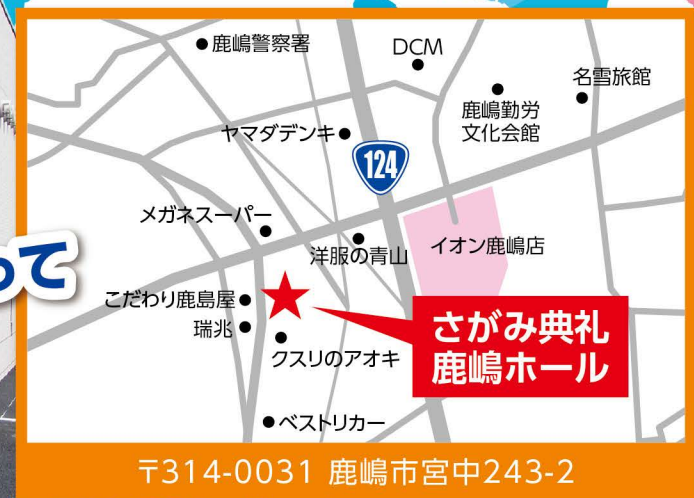 鹿嶋警察署
DCM
名雪旅館
鹿嶋勤労
文化会館
ヤマダデンキ
124
メガネスーパー
洋服の青山
イオン鹿嶋店
って
こだわり鹿島屋
瑞兆
クスリのアオキ
さがみ典礼
鹿嶋ホール
ベストリカー
〒314-0031 鹿嶋市宮中243-2